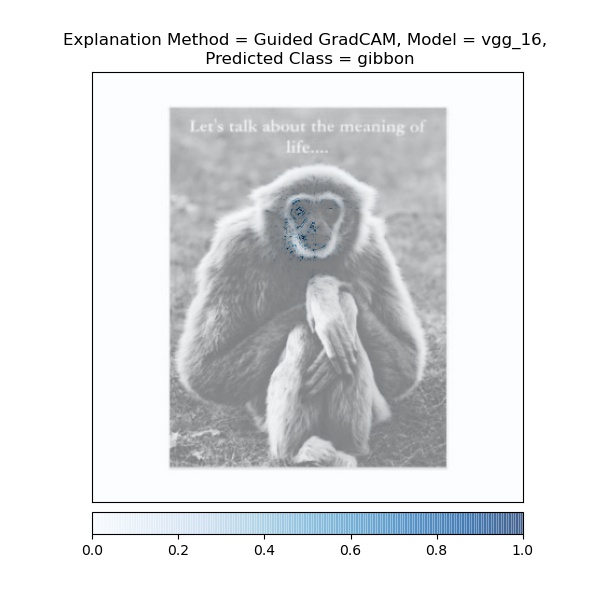 Explanation Method = Guided GradCAM, Model = vgg_16,
Predicted Class = gibbon
Let's talk about the meaning of
life....
0.0 0.2 0.4 0.6 0.8 1.0